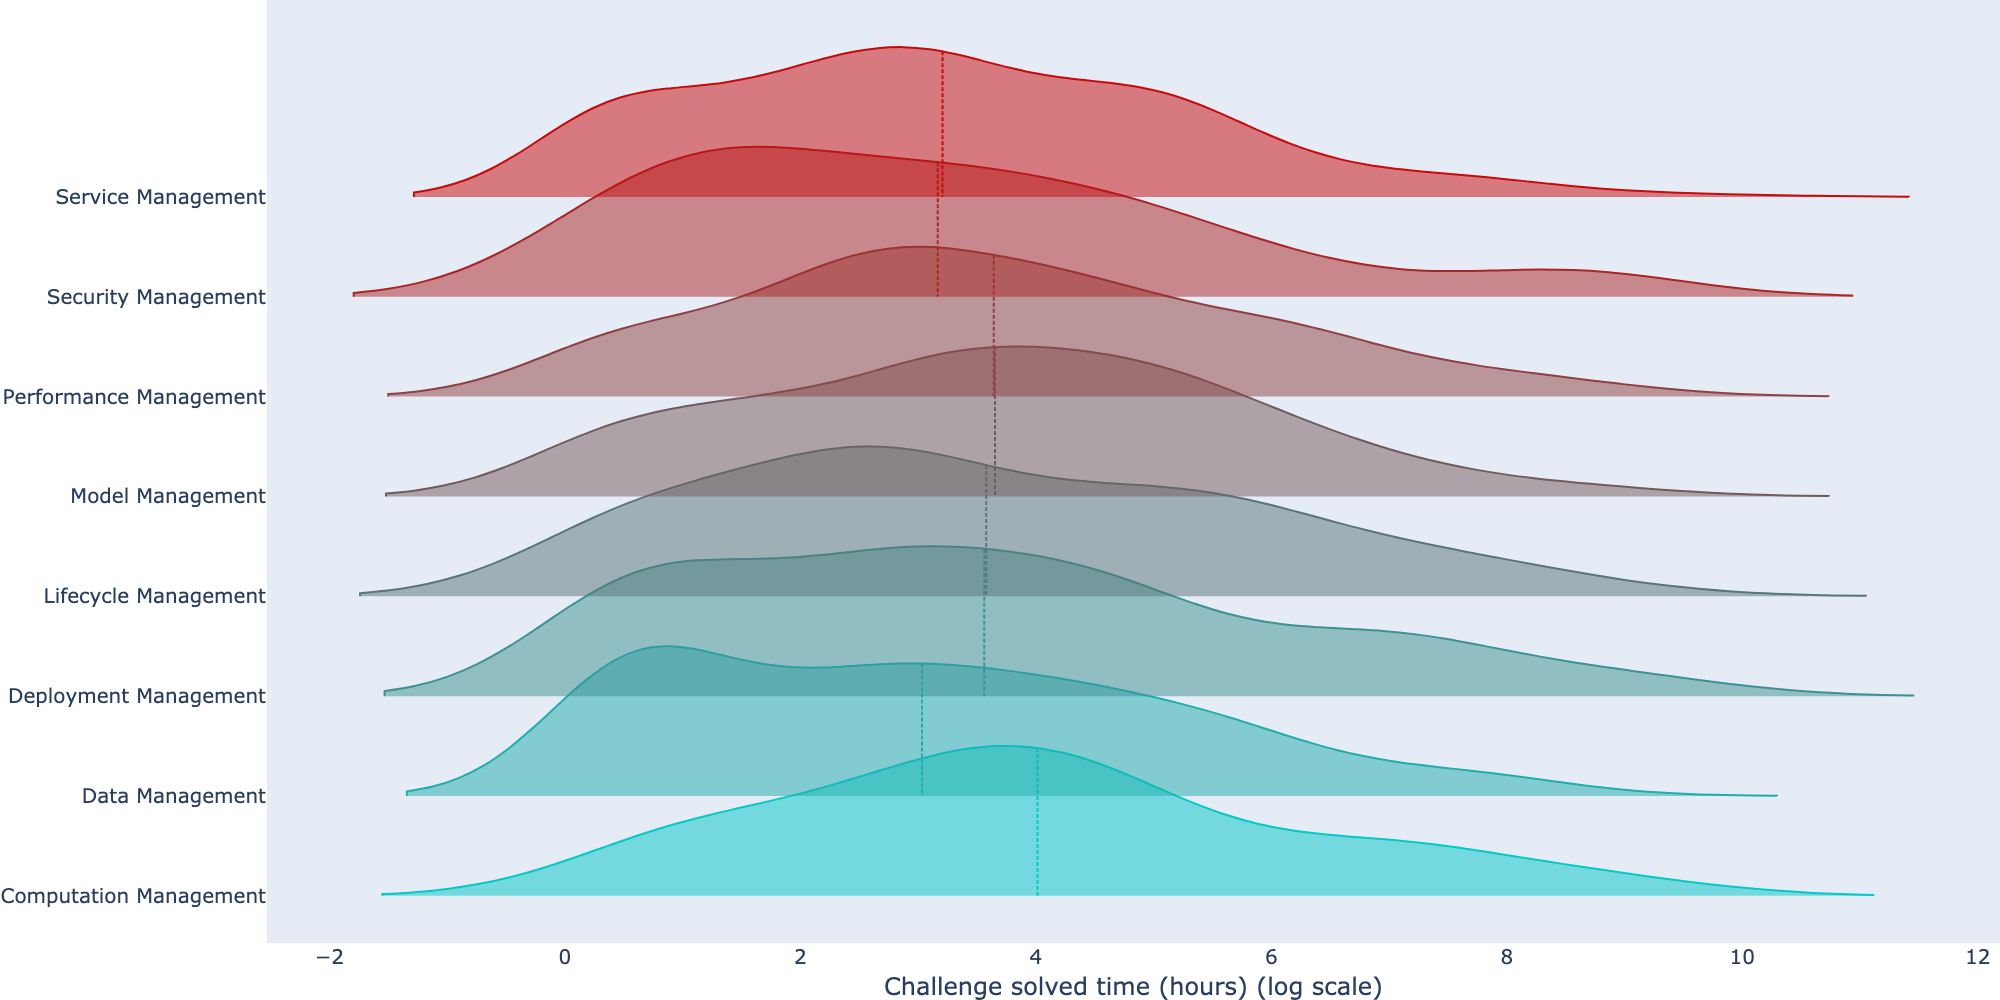 Service Management
Security Management
Performance Management
Model Management
Lifecycle Management
Deployment Management
Data Management
Computation Management
−2 0 2 4 6 8 10 12
Challenge solved time (hours) (log scale)